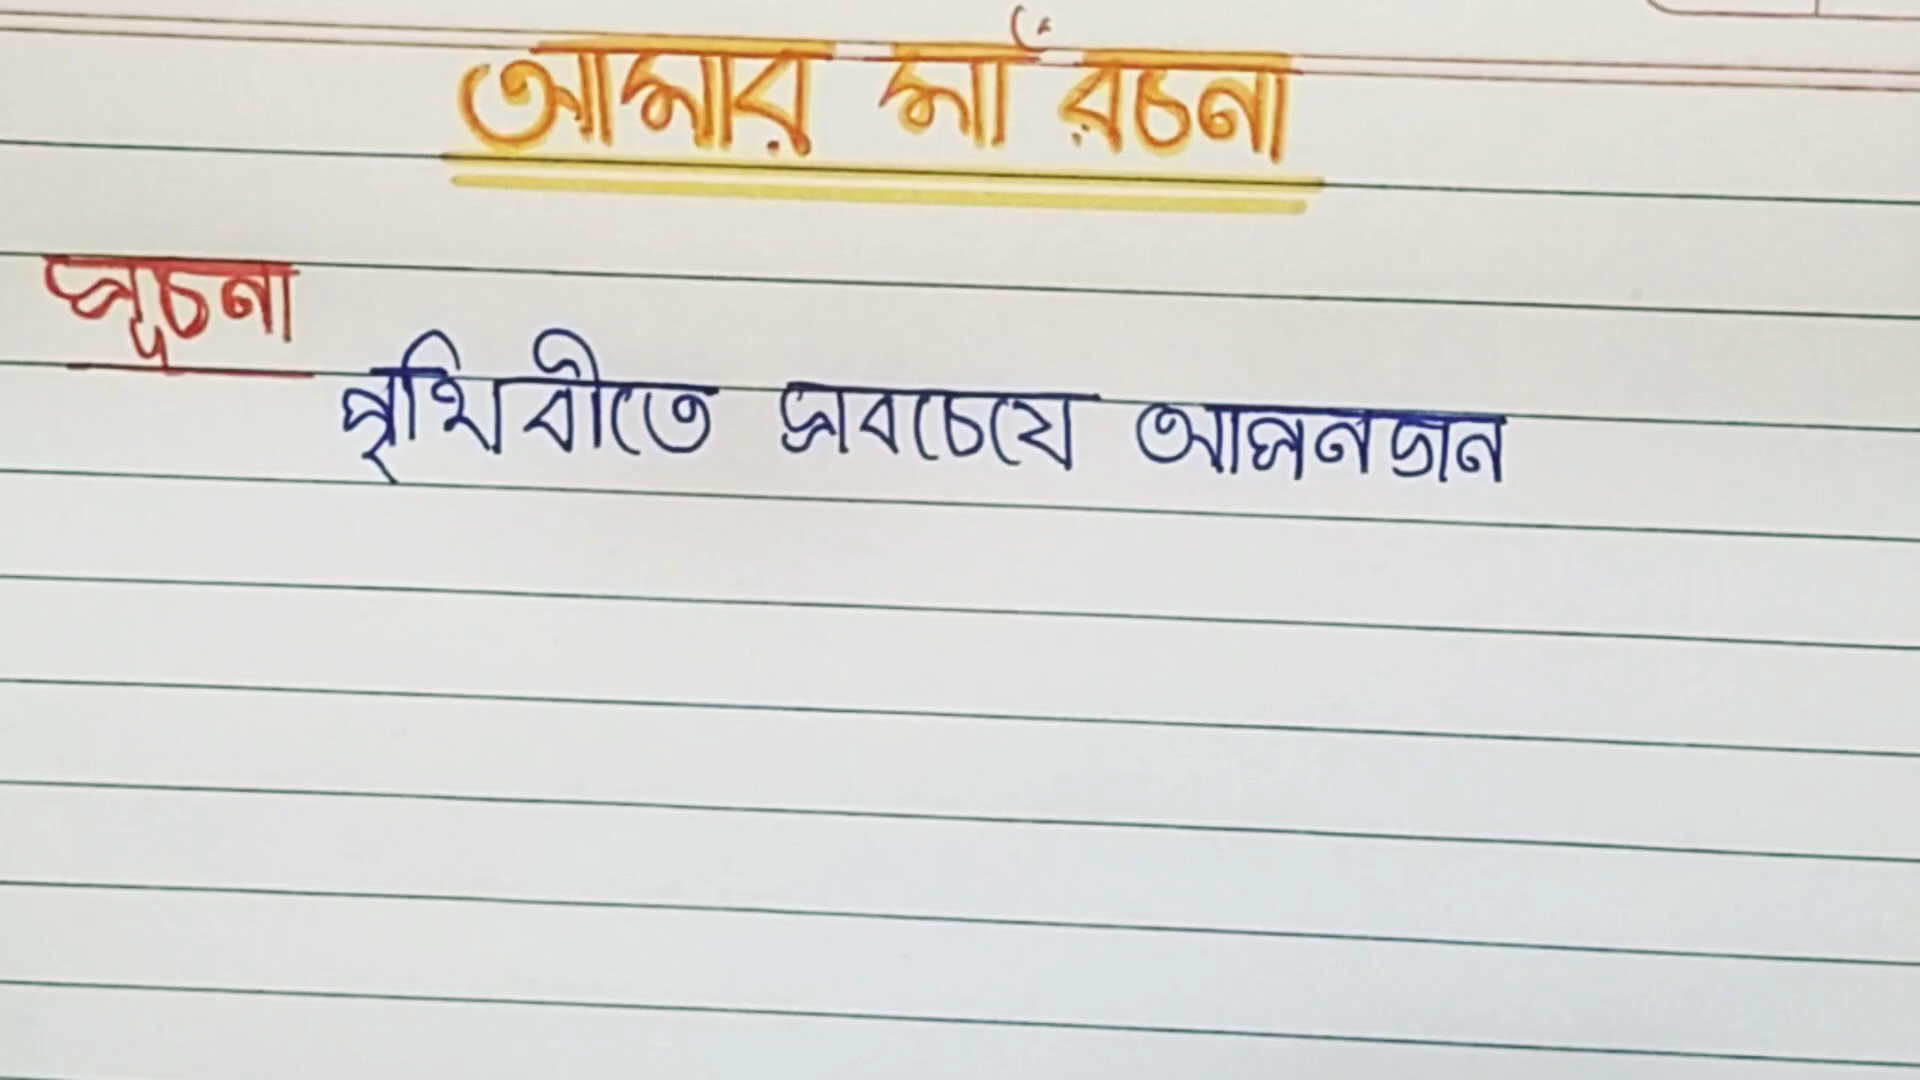 আমার মাঁ রচনা
সূচনা
পৃথিবীতে সবচেযে আপনজন